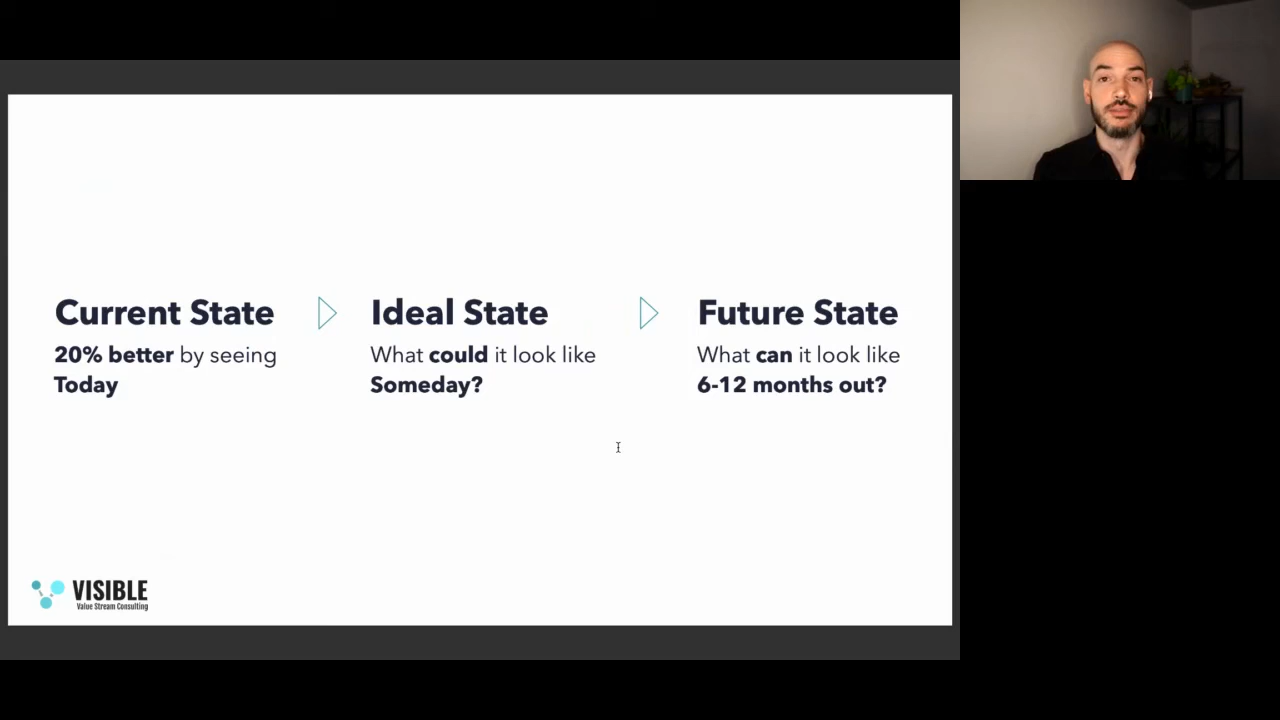 Current State
20% better by seeing
Today
Ideal State
What could it look like
Someday?
Future State
What can it look like
6-12 months out?
VISIBLE
Value Stream Consulting